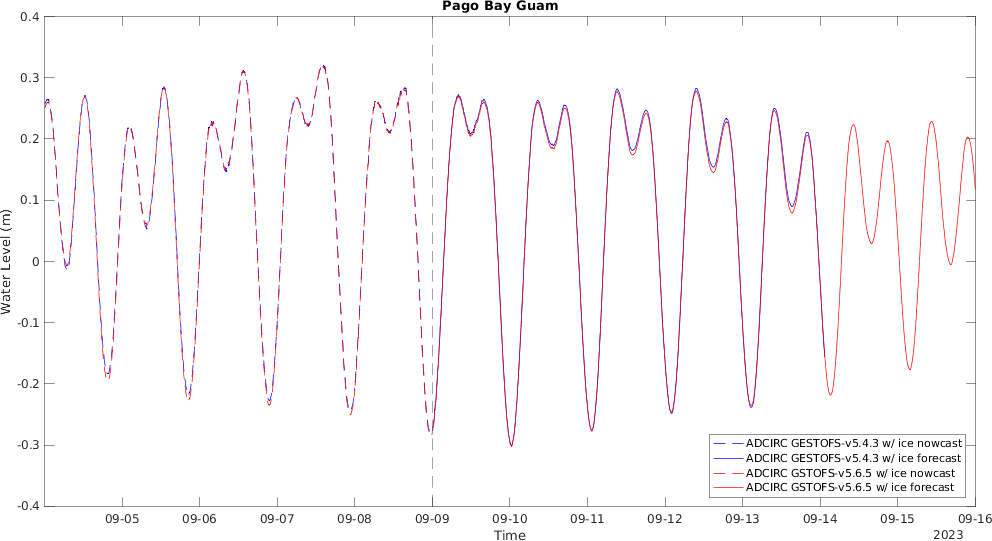 Pago Bay Guam
Water Level (m)
0.4
0.3
0.2
0.1
0
-0.1
-0.2
-0.3
-0.4
ADCIRC GESTOFS-v5.4.3 w/ ice nowcast
ADCIRC GESTOFS-v5.4.3 w/ ice forecast
ADCIRC GSTOFS-v5.6.5 w/ ice nowcast
ADCIRC GSTOFS-v5.6.5 w/ ice forecast
09-05 09-06 09-07 09-08 09-09 09-10 09-11 09-12 09-13 09-14 09-15 09-16
Time
2023